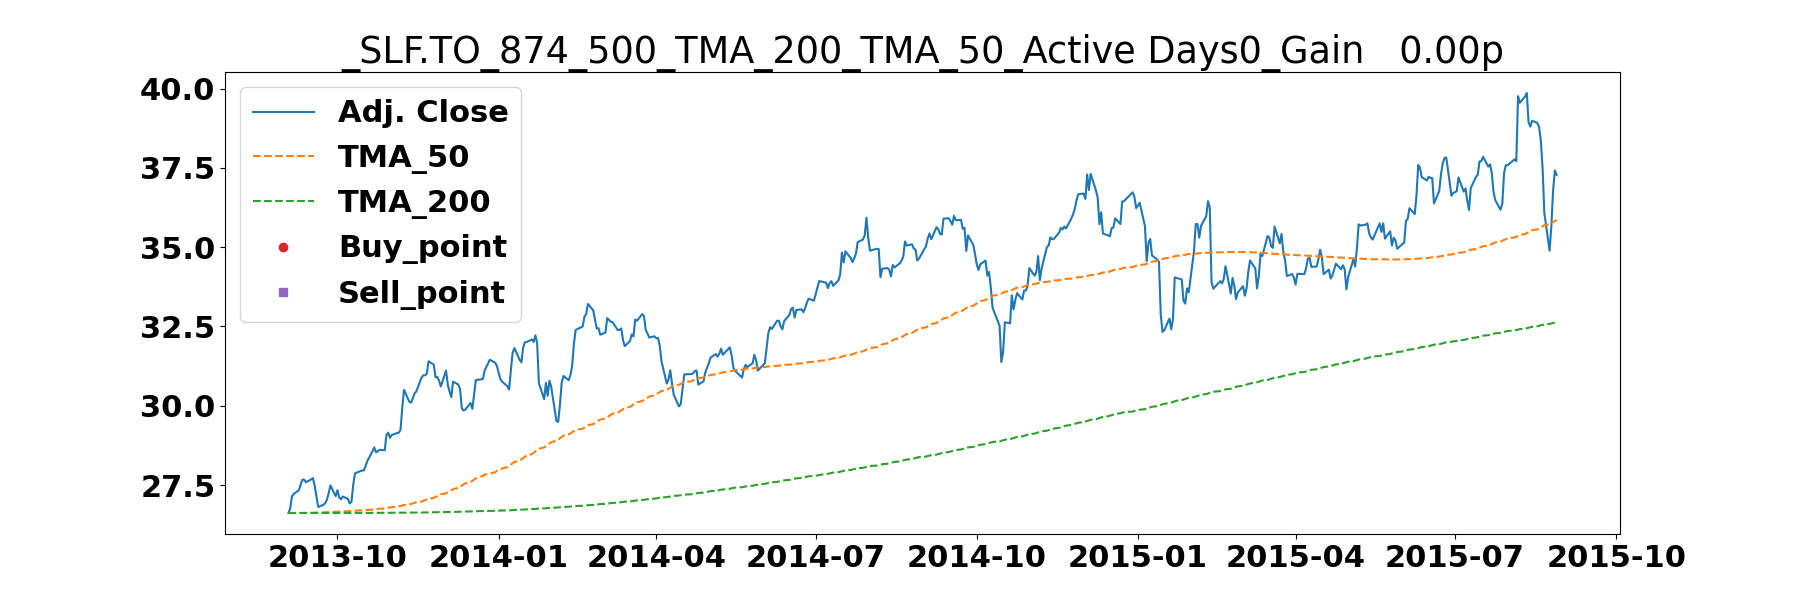 _SLF.TO_874_500_TMA_200_TMA_50_Active Days0_Gain   0.00p
40.0
37.5
35.0
32.5
30.0
27.5
Adj. Close
TMA_50
TMA_200
Buy_point
Sell_point
2013-10 2014-01 2014-04 2014-07 2014-10 2015-01 2015-04 2015-07 2015-10